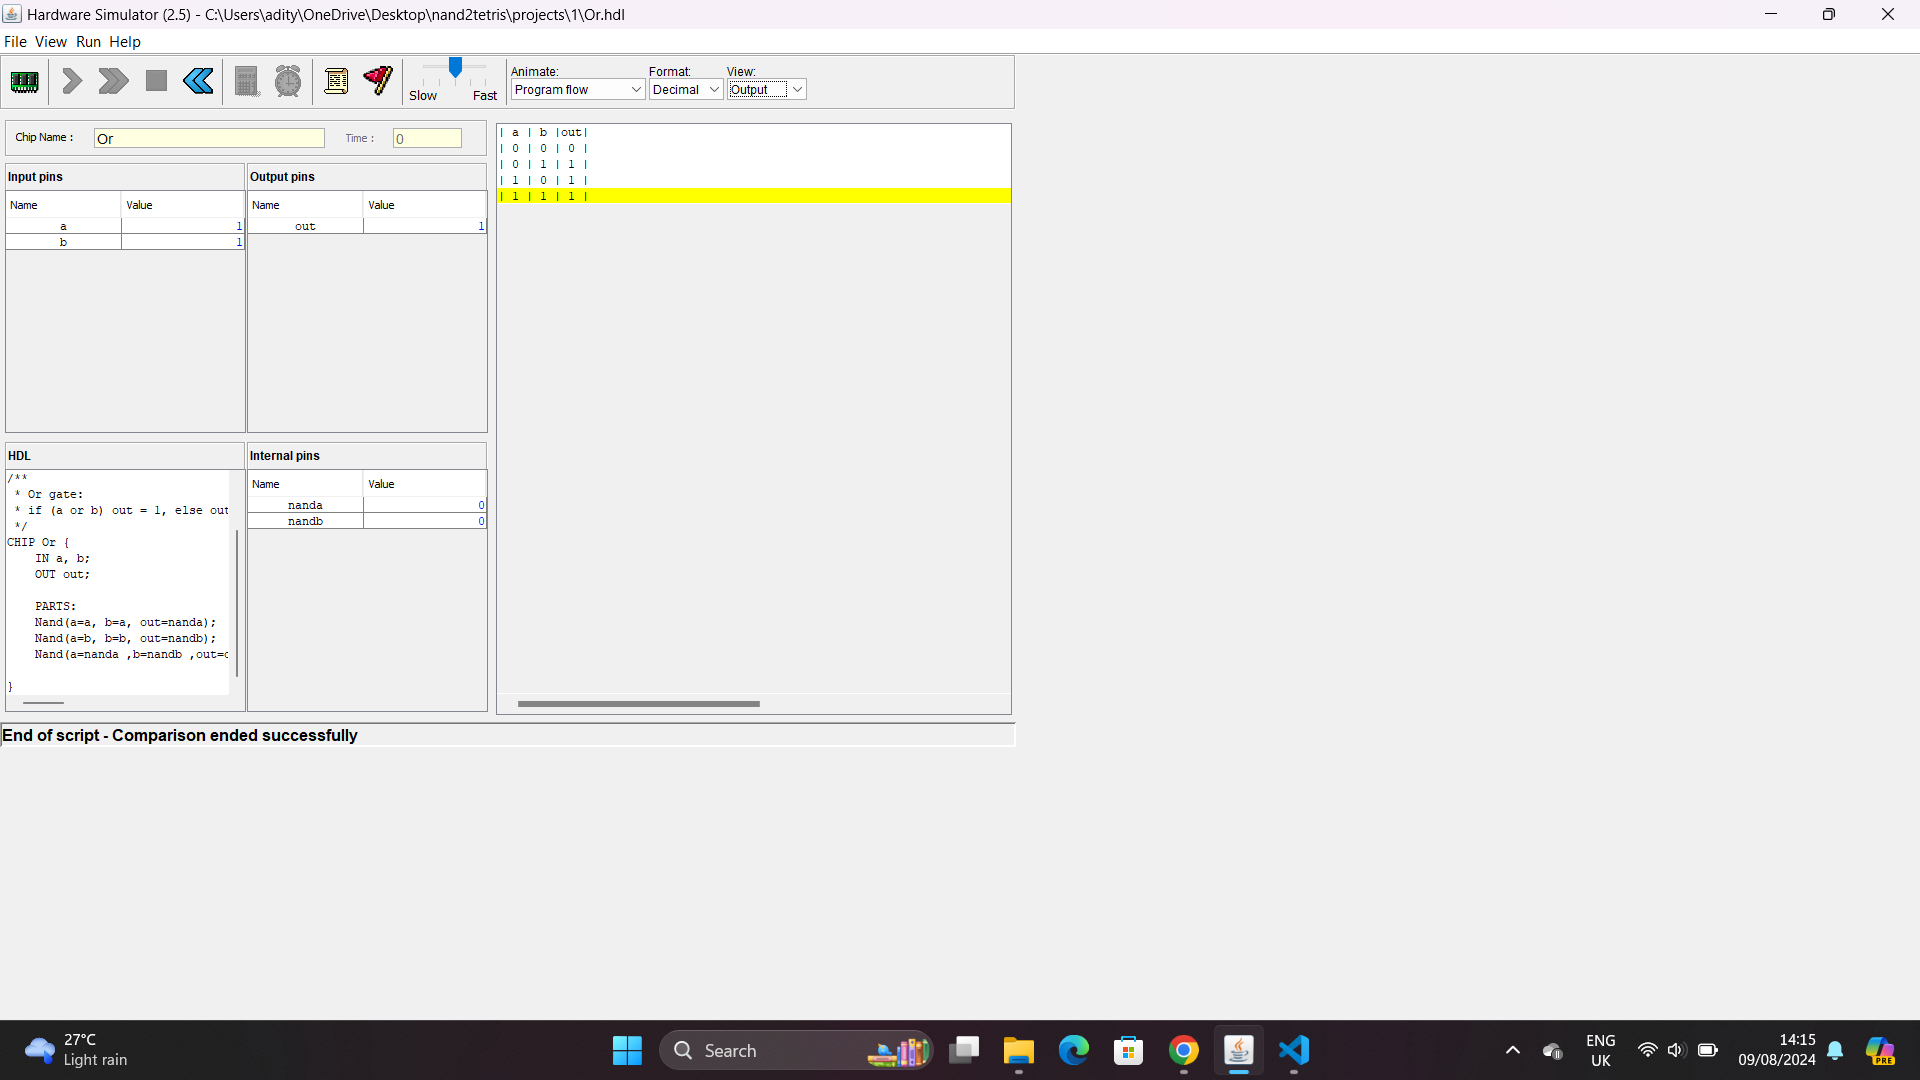 Hardware Simulator (2.5) - C:\Users\adity\OneDrive\Desktop\nand2tetris\projects\1\Or.hdl
File View Run Help
Slow Fast
Animate: Format: View:
Program flow Decimal Output
Chip Name : Or Time : 0
Input pins Output pins
Name Value Name Value
a 1 out 1
b 1
| a | b |out|
| 0 | 0 | 0 |
| 0 | 1 | 1 |
| 1 | 0 | 1 |
| 1 | 1 | 1 |
HDL
/**
* Or gate:
* if (a or b) out = 1, else out
*/
CHIP Or {
IN a, b;
OUT out;
PARTS:
Nand(a=a, b=a, out=nanda);
Nand(a=b, b=b, out=nandb);
Nand(a=nanda ,b=nandb ,out=
}
Internal pins
Name Value
nanda 0
nandb 0
End of script - Comparison ended successfully
27°C
Light rain
Search
ENG
UK
14:15
09/08/2024
PRE